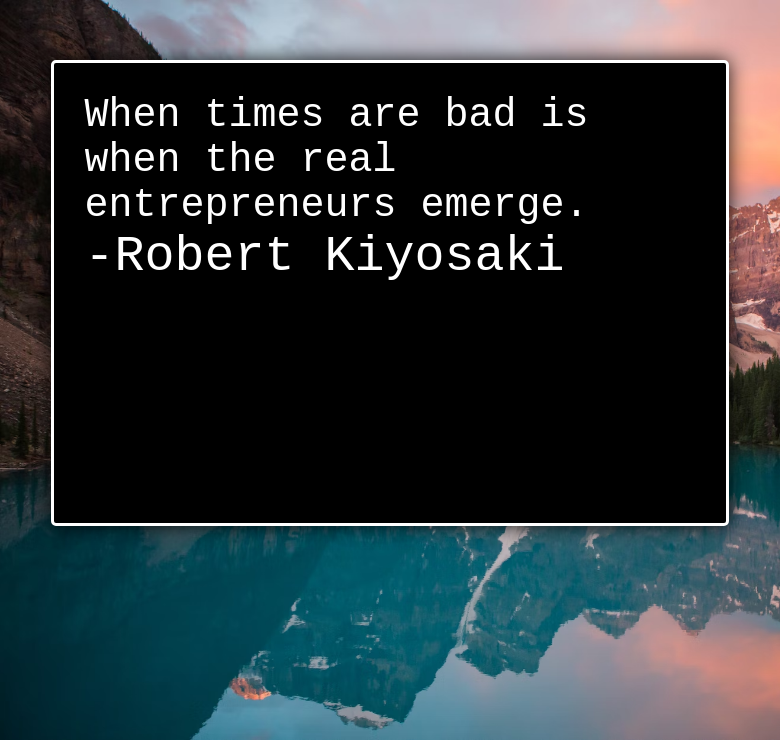 When times are bad is
when the real
entrepreneurs emerge.
-Robert Kiyosaki